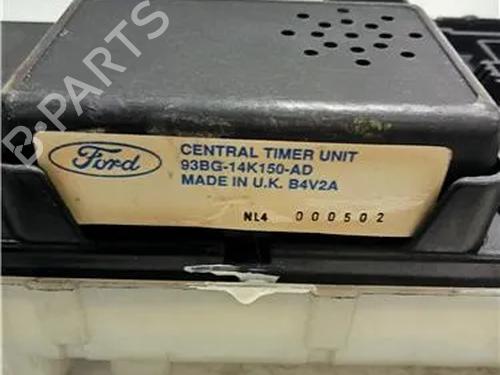 B-PARTS
Ford
CENTRAL TIMER UNIT
93BG-14K150-AD
MADE IN U.K. B4V2A
NL4 000502